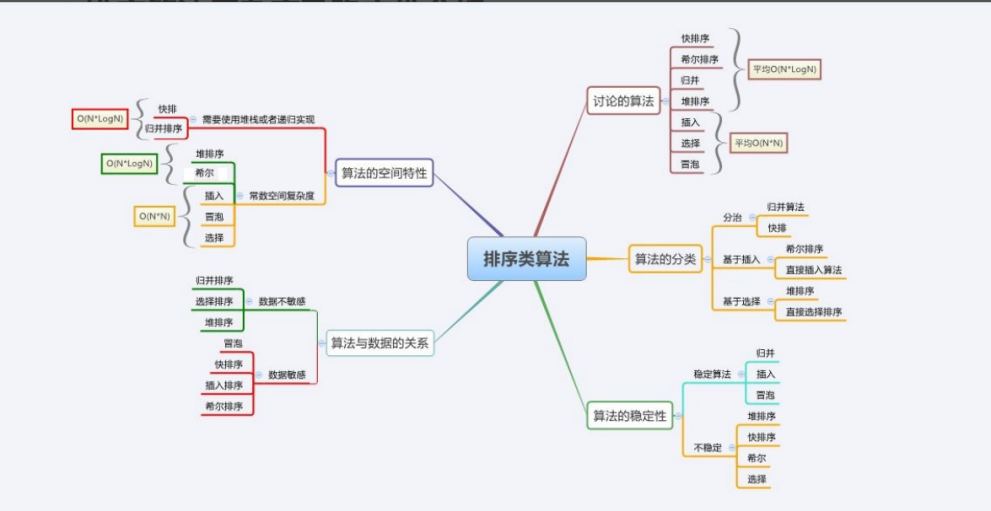 排序类算法
讨论的算法
快排序
希尔排序
归并
堆排序
平均O(N*LogN)
插入
选择
冒泡
平均O(N*N)
算法的分类
分治
归并算法
快排
基于插入
希尔排序
直接插入算法
基于选择
堆排序
直接选择排序
算法的稳定性
稳定算法
归并
插入
冒泡
不稳定
堆排序
快排序
希尔
选择
算法的空间特性
需要使用堆栈或者递归实现
快排
归并排序
O(N*LogN)
常数空间复杂度
堆排序
希尔
O(N*LogN)
插入
冒泡
选择
O(N*N)
算法与数据的关系
数据不敏感
归并排序
选择排序
堆排序
数据敏感
冒泡
快排序
插入排序
希尔排序